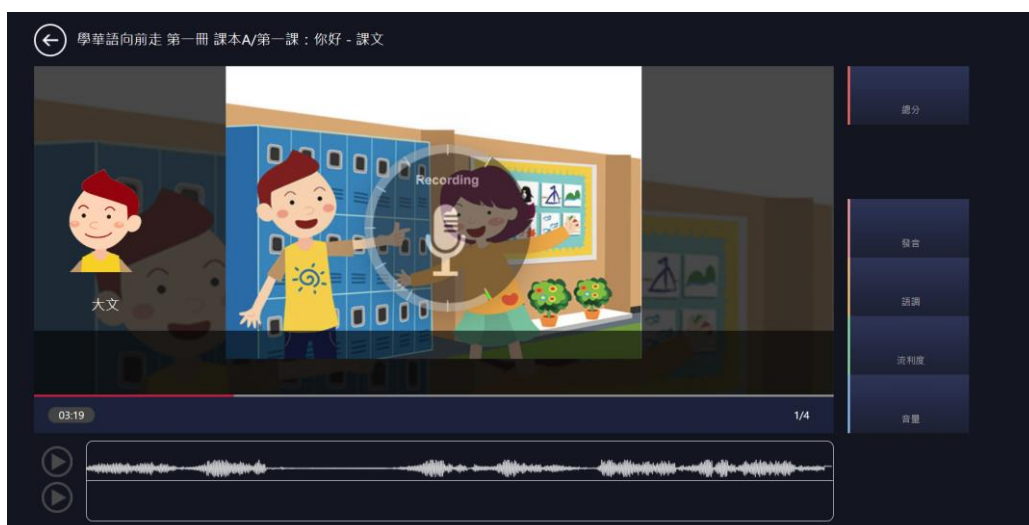 學華語向前走 第一冊 課本A/第一課：你好 - 課文
總分
Recording
大文
發音
語調
流利度
音量
03:19
1/4